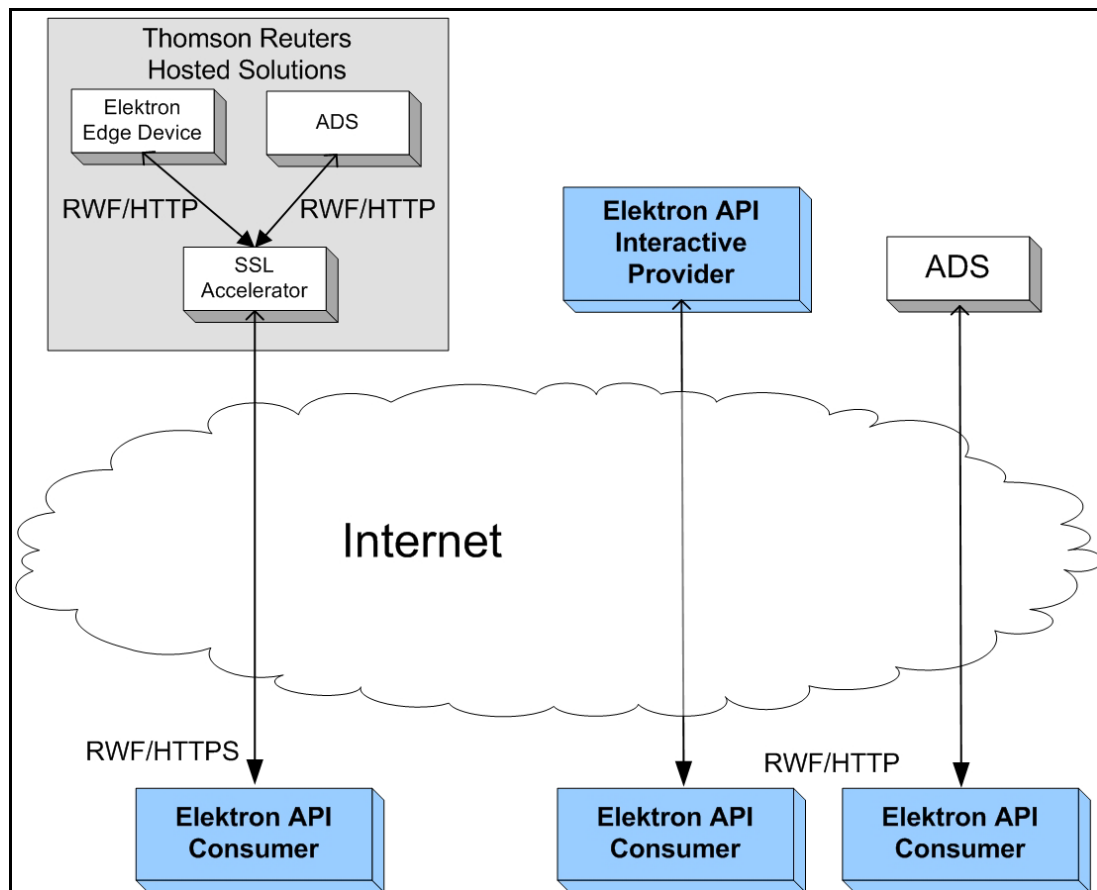 Thomson Reuters
Hosted Solutions
Elektron
Edge Device
ADS
RWF/HTTP
RWF/HTTP
SSL
Accelerator
Elektron API
Interactive
Provider
ADS
Internet
RWF/HTTPS
RWF/HTTP
Elektron API
Consumer
Elektron API
Consumer
Elektron API
Consumer